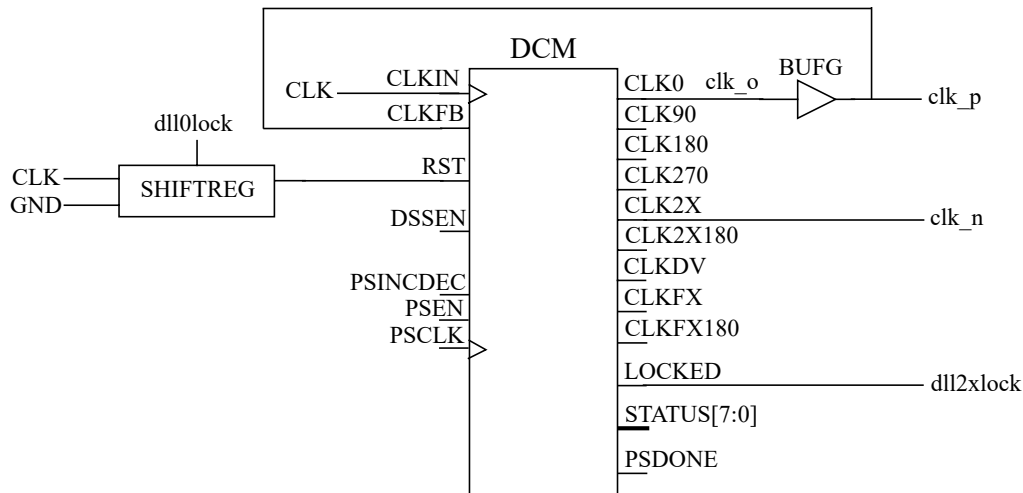 DCM
BUFG
CLK
CLKIN
CLK0
clk_o
clk_p
CLKFB
CLK90
dll0lock
CLK180
CLK
SHIFTREG
RST
CLK270
GND
DSSEN
CLK2X
clk_n
CLK2X180
CLKDV
PSINCDEC
CLKFX
PSEN
PSCLK
CLKFX180
LOCKED
dll2xlock
STATUS[7:0]
PSDONE